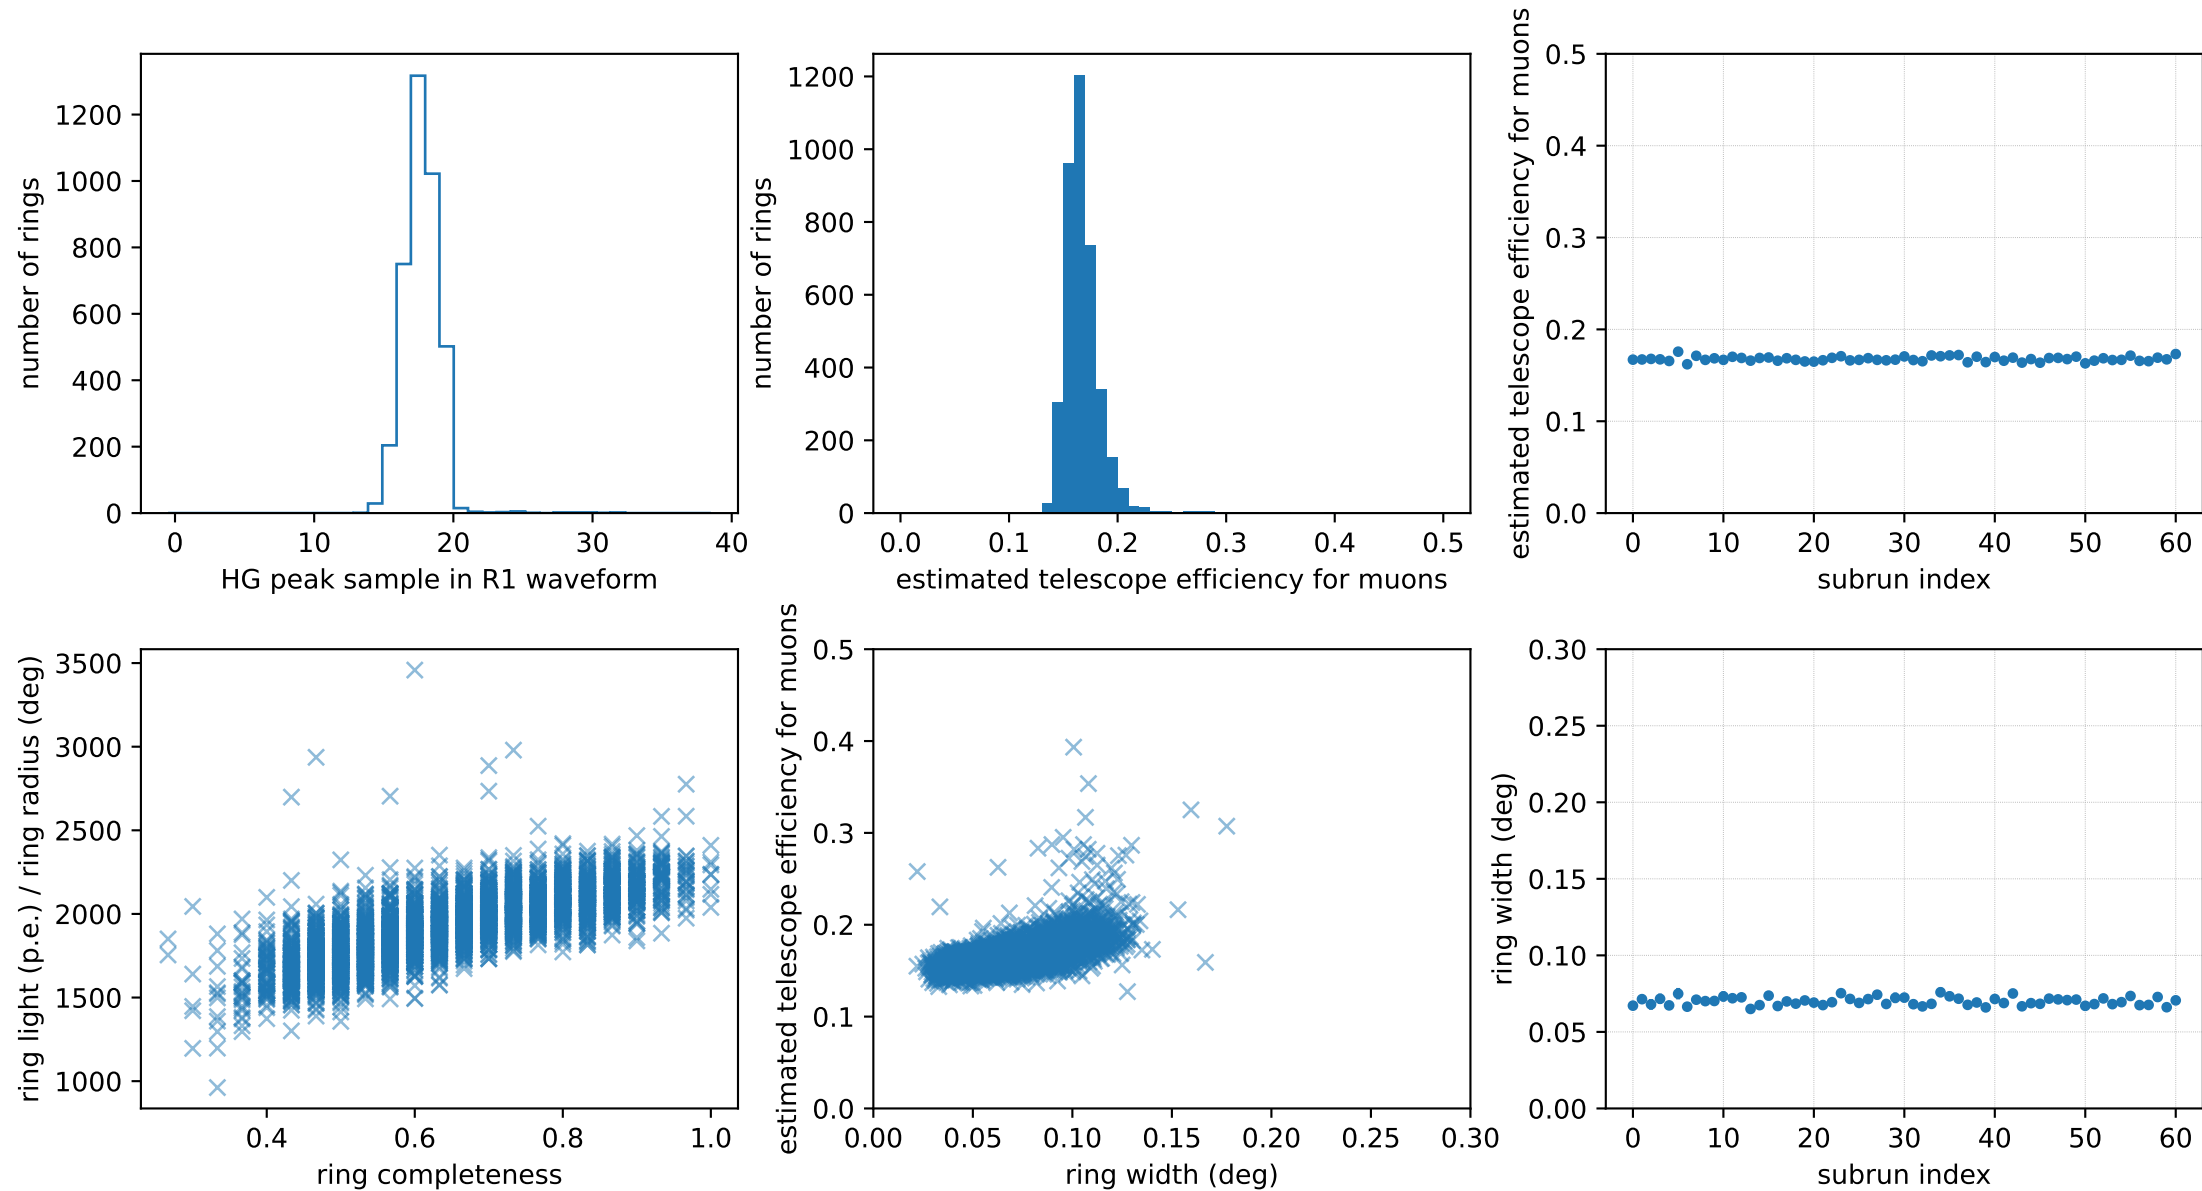 1200
1000
800
600
400
200
0
number of rings
0 10 20 30 40
HG peak sample in R1 waveform
1200
1000
800
600
400
200
0
number of rings
0.0 0.1 0.2 0.3 0.4 0.5
estimated telescope efficiency for muons
0.5
0.4
0.3
0.2
0.1
0.0
estimated telescope efficiency for muons
0 10 20 30 40 50 60
subrun index
3500
3000
2500
2000
1500
1000
ring light (p.e.) / ring radius (deg)
0.4 0.6 0.8 1.0
ring completeness
0.5
0.4
0.3
0.2
0.1
0.0
estimated telescope efficiency for muons
0.00 0.05 0.10 0.15 0.20 0.25 0.30
ring width (deg)
0.30
0.25
0.20
0.15
0.10
0.05
0.00
ring width (deg)
0 10 20 30 40 50 60
subrun index